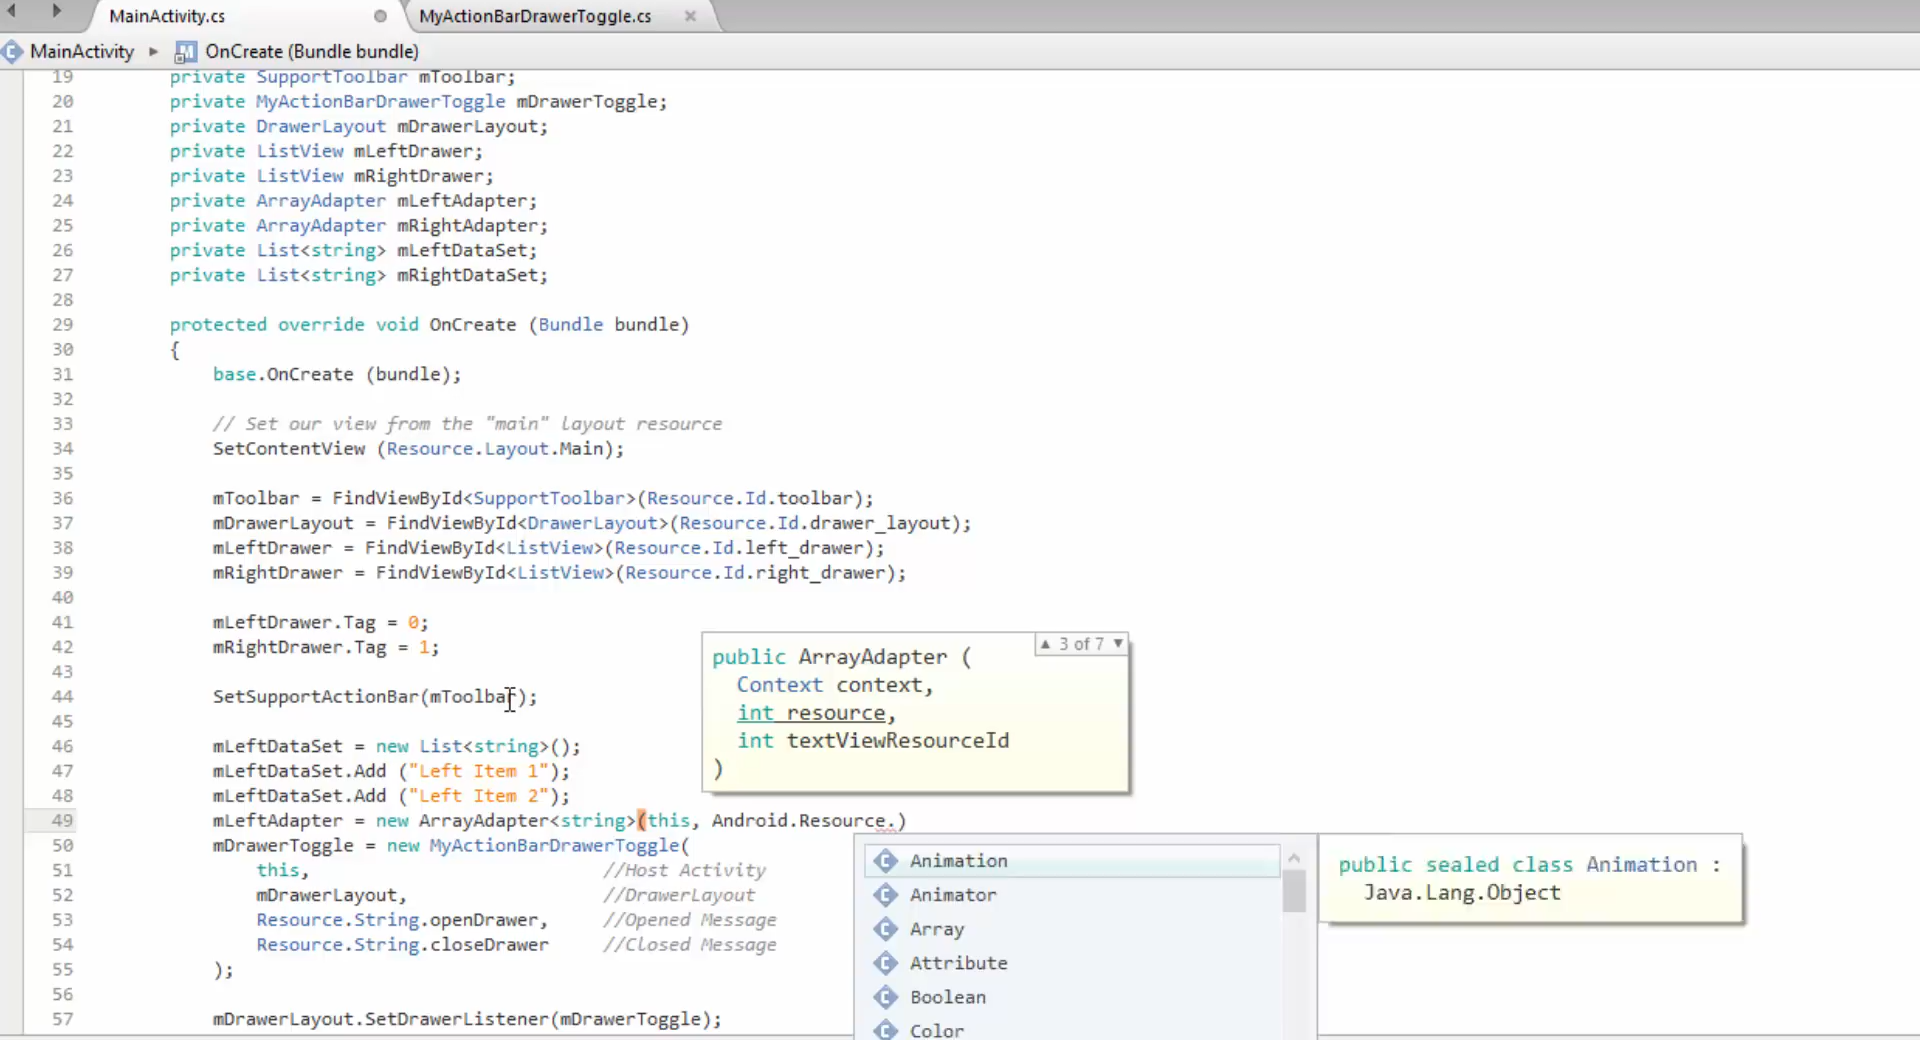 MainActivity.cs
MyActionBarDrawerToggle.cs
MainActivity ▸ OnCreate (Bundle bundle)
19 private SupportToolbar mToolbar;
20 private MyActionBarDrawerToggle mDrawerToggle;
21 private DrawerLayout mDrawerLayout;
22 private ListView mLeftDrawer;
23 private ListView mRightDrawer;
24 private ArrayAdapter mLeftAdapter;
25 private ArrayAdapter mRightAdapter;
26 private List<string> mLeftDataSet;
27 private List<string> mRightDataSet;
28
29 protected override void OnCreate (Bundle bundle)
30 {
31 base.OnCreate (bundle);
32
33 // Set our view from the "main" layout resource
34 SetContentView (Resource.Layout.Main);
35
36 mToolbar = FindViewById<SupportToolbar>(Resource.Id.toolbar);
37 mDrawerLayout = FindViewById<DrawerLayout>(Resource.Id.drawer_layout);
38 mLeftDrawer = FindViewById<ListView>(Resource.Id.left_drawer);
39 mRightDrawer = FindViewById<ListView>(Resource.Id.right_drawer);
40
41 mLeftDrawer.Tag = 0;
42 mRightDrawer.Tag = 1;
43
44 SetSupportActionBar(mToolbar);
45
46 mLeftDataSet = new List<string>();
47 mLeftDataSet.Add ("Left Item 1");
48 mLeftDataSet.Add ("Left Item 2");
49 mLeftAdapter = new ArrayAdapter<string>(this, Android.Resource.)
50 mDrawerToggle = new MyActionBarDrawerToggle(
51 this, //Host Activity
52 mDrawerLayout, //DrawerLayout
53 Resource.String.openDrawer, //Opened Message
54 Resource.String.closeDrawer //Closed Message
55 );
56
57 mDrawerLayout.SetDrawerListener(mDrawerToggle);
▲ 3 of 7 ▼
public ArrayAdapter (
Context context,
int resource,
int textViewResourceId
)
Animation
Animator
Array
Attribute
Boolean
Color
public sealed class Animation :
Java.Lang.Object